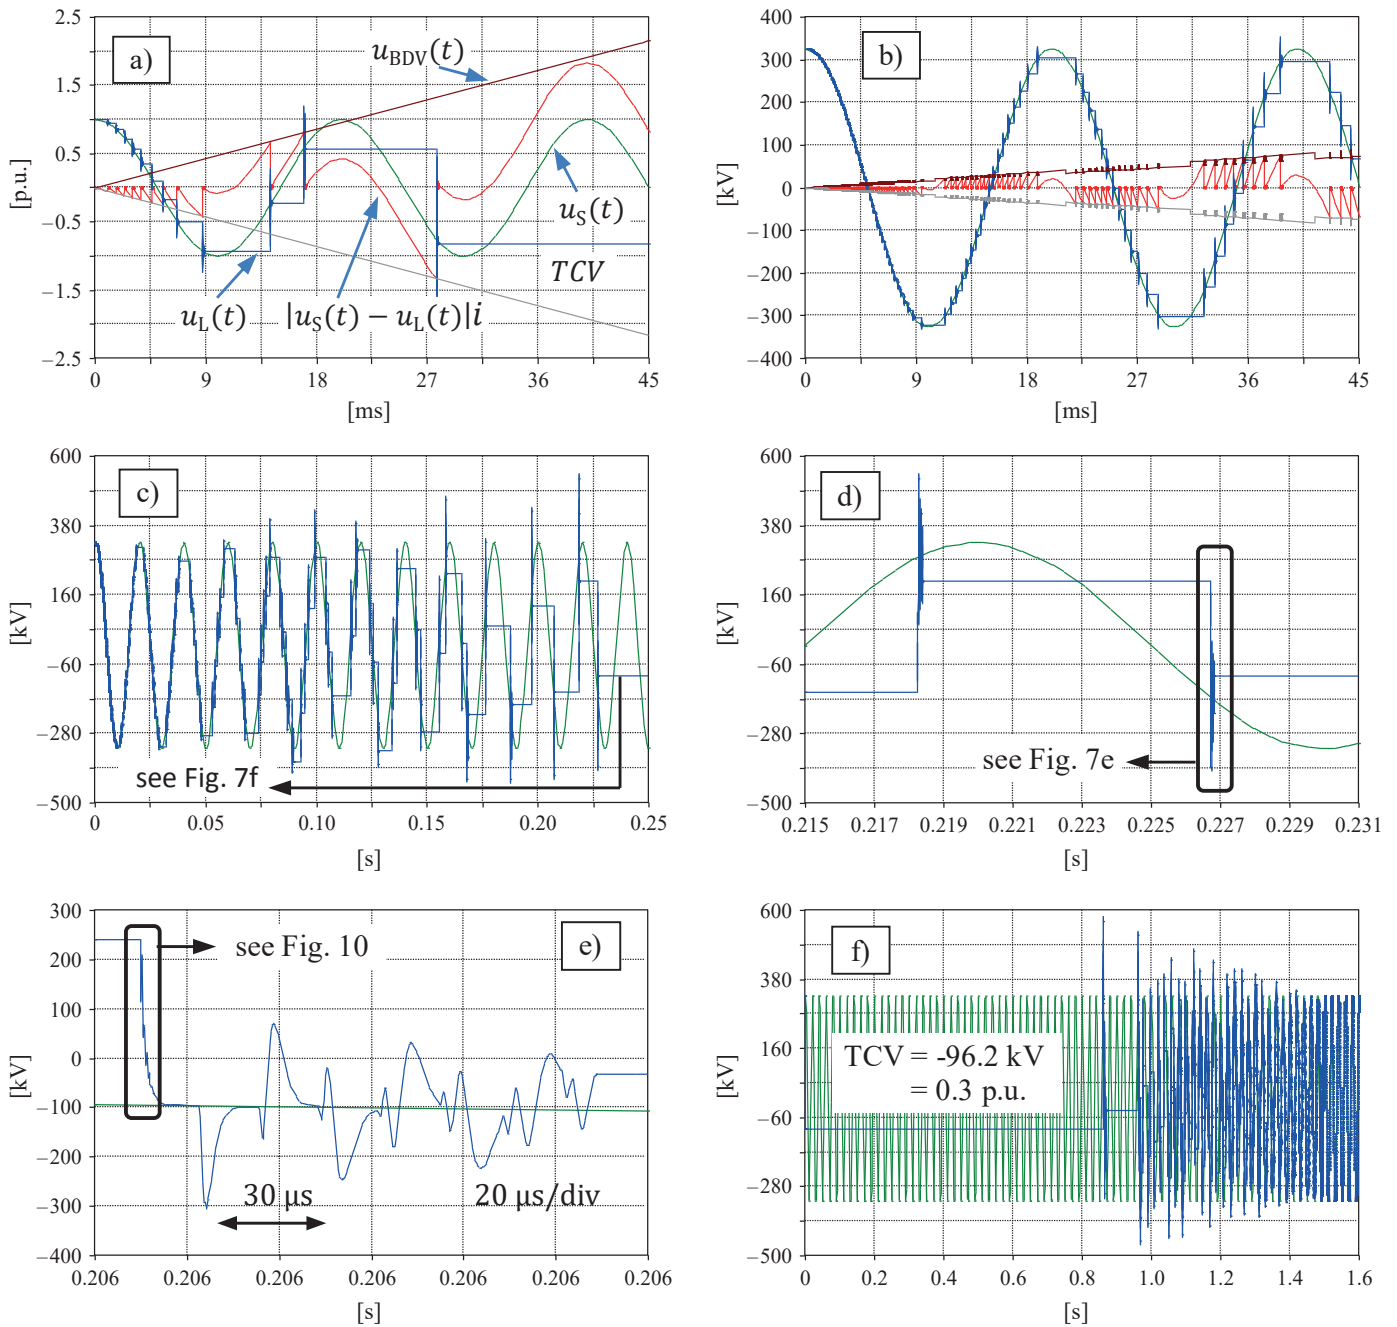 a)
u_BDV(t)
u_S(t)
TCV
u_L(t)
|u_S(t) − u_L(t)|i
2.5
1.5
0.5
−0.5
−1.5
−2.5
[p.u.]
0 9 18 27 36 45
[ms]
b)
400
300
200
100
0
−100
−200
−300
−400
[kV]
0 9 18 27 36 45
[ms]
c)
600
380
160
−60
−280
−500
[kV]
see Fig. 7f
0 0.05 0.10 0.15 0.20 0.25
[s]
d)
600
380
160
−60
−280
−500
[kV]
see Fig. 7e
0.215 0.217 0.219 0.221 0.223 0.225 0.227 0.229 0.231
[s]
e)
300
200
100
0
−100
−200
−300
−400
[kV]
see Fig. 10
30 µs
20 µs/div
0.206 0.206 0.206 0.206 0.206 0.206
[s]
f)
600
380
160
−60
−280
−500
[kV]
TCV = -96.2 kV
= 0.3 p.u.
0 0.2 0.4 0.6 0.8 1.0 1.2 1.4 1.6
[s]